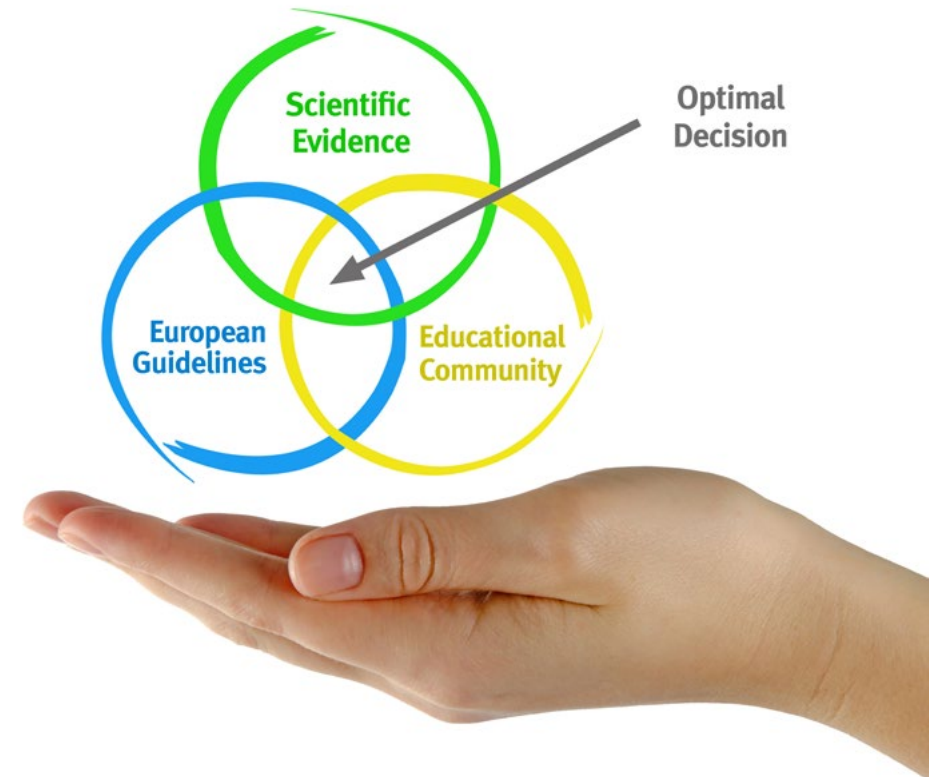 Scientific
Evidence
Optimal
Decision
European
Guidelines
Educational
Community